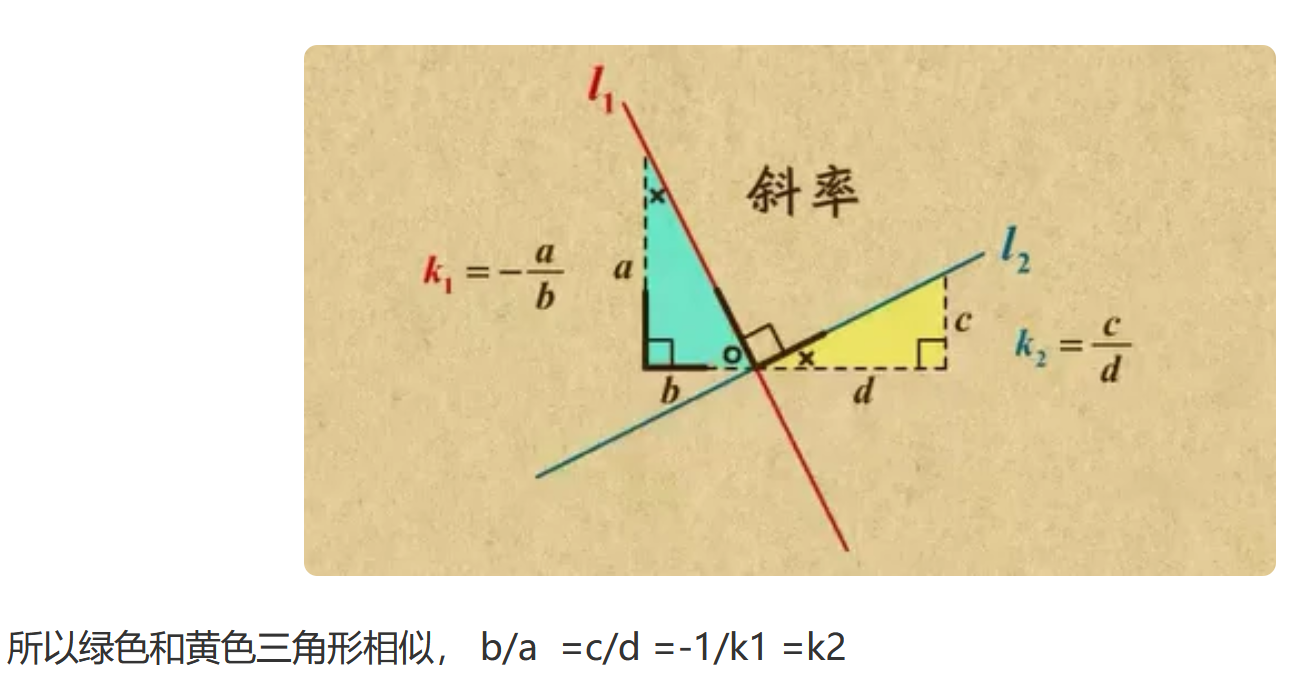 l₁
斜率
l₂
k₁ = -a/b
a
x
o
x
c
k₂ = c/d
b
d
所以绿色和黄色三角形相似， b/a =c/d =-1/k1 =k2